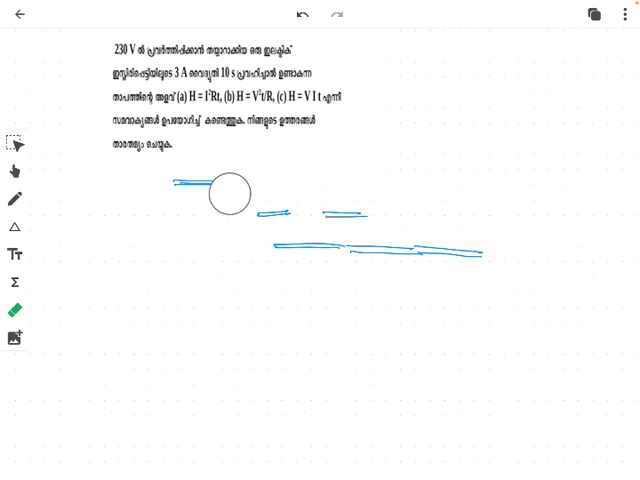 230 V ൽ പ്രവർത്തിപ്പിക്കാൻ തയ്യാറാക്കിയ ഒരു ഇലക്ട്രിക്
ഇസ്തിരിപ്പെട്ടിയിലൂടെ 3 A വൈദ്യുതി 10 s പ്രവഹിച്ചാൽ ഉണ്ടാകുന്ന
താപത്തിന്റെ അളവ് (a) H = I²Rt, (b) H = V²t/R, (c) H = V I t എന്നീ
സമവാക്യങ്ങൾ ഉപയോഗിച്ച് കണ്ടെത്തുക. നിങ്ങളുടെ ഉത്തരങ്ങൾ
താരതമ്യം ചെയ്യുക.
Tт
Σ